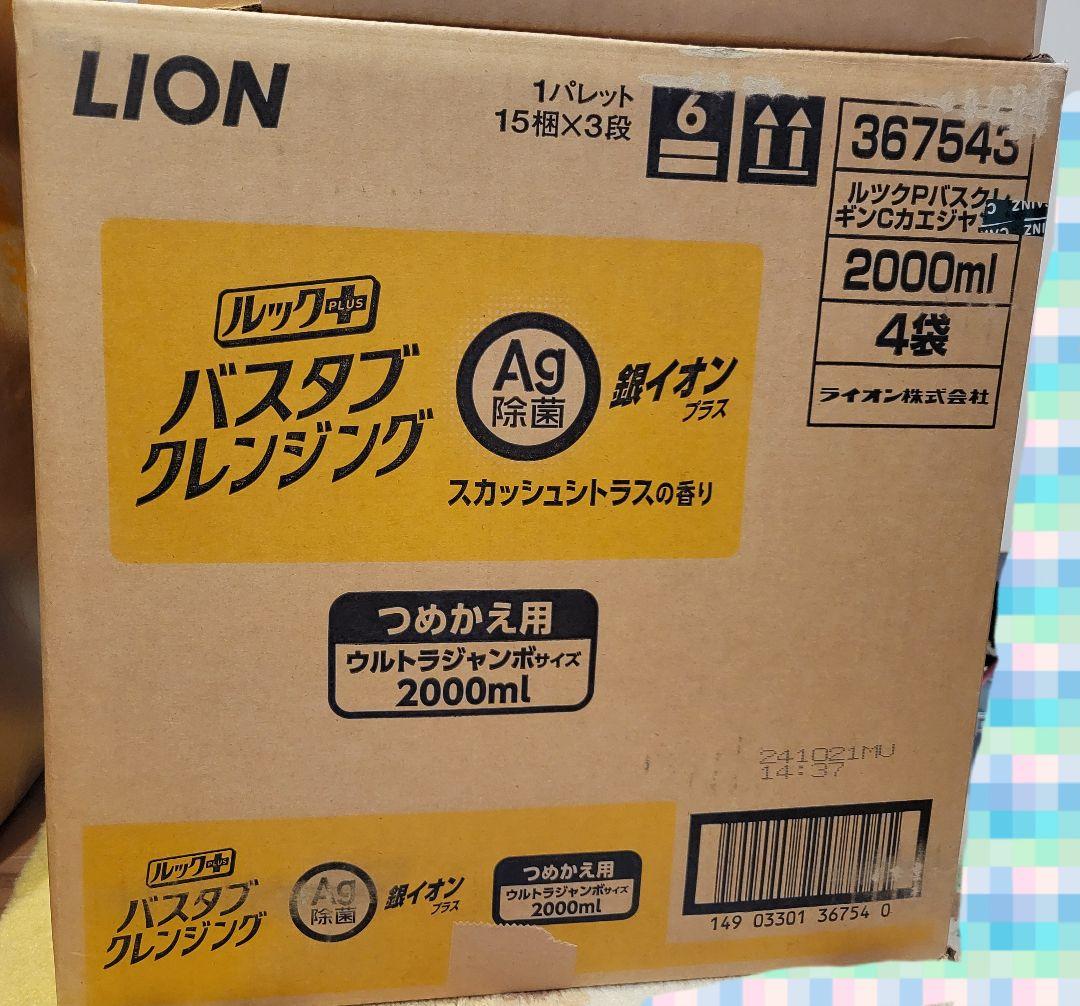 LION
1パレット
15梱×3段
6
367543
ルツクPバスクレ
ギンCカエジヤ
2000ml
4袋
ライオン株式会社
ルック PLUS
バスタブ
クレンジング
Ag
除菌
銀イオン
プラス
スカッシュシトラスの香り
つめかえ用
ウルトラジャンボサイズ
2000ml
241021MU
14:37
ルック PLUS
バスタブ
クレンジング
Ag
除菌
銀イオン
プラス
つめかえ用
ウルトラジャンボサイズ
2000ml
149 03301 36754 0